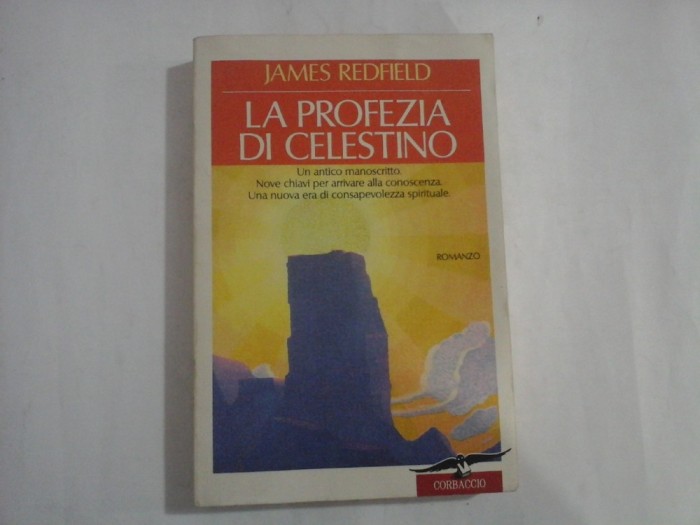 JAMES REDFIELD
LA PROFEZIA
DI CELESTINO
Un antico manoscritto.
Nove chiavi per arrivare alla conoscenza.
Una nuova era di consapevolezza spirituale.
ROMANZO
CORBACCIO